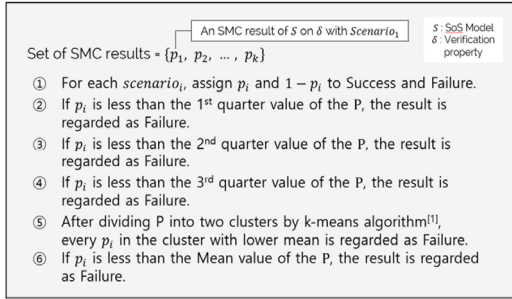 An SMC result of S on δ with Scenario₁
S : SoS Model
δ : Verification
property
Set of SMC results = {p₁, p₂, … , pₖ}
① For each scenarioᵢ, assign pᵢ and 1 − pᵢ to Success and Failure.
② If pᵢ is less than the 1st quarter value of the P, the result is
regarded as Failure.
③ If pᵢ is less than the 2nd quarter value of the P, the result is
regarded as Failure.
④ If pᵢ is less than the 3rd quarter value of the P, the result is
regarded as Failure.
⑤ After dividing P into two clusters by k-means algorithm[1],
every pᵢ in the cluster with lower mean is regarded as Failure.
⑥ If pᵢ is less than the Mean value of the P, the result is regarded
as Failure.